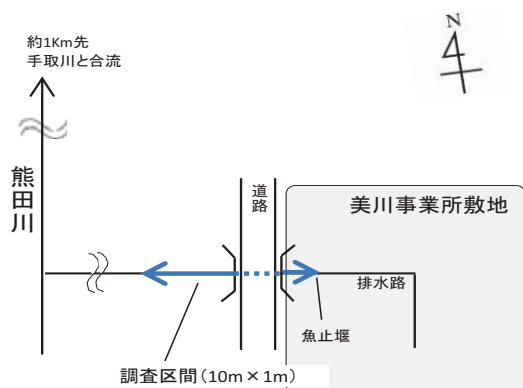 約1Km先
手取川と合流
N
熊田川
道路
美川事業所敷地
排水路
魚止堰
調査区間(10m×1m)